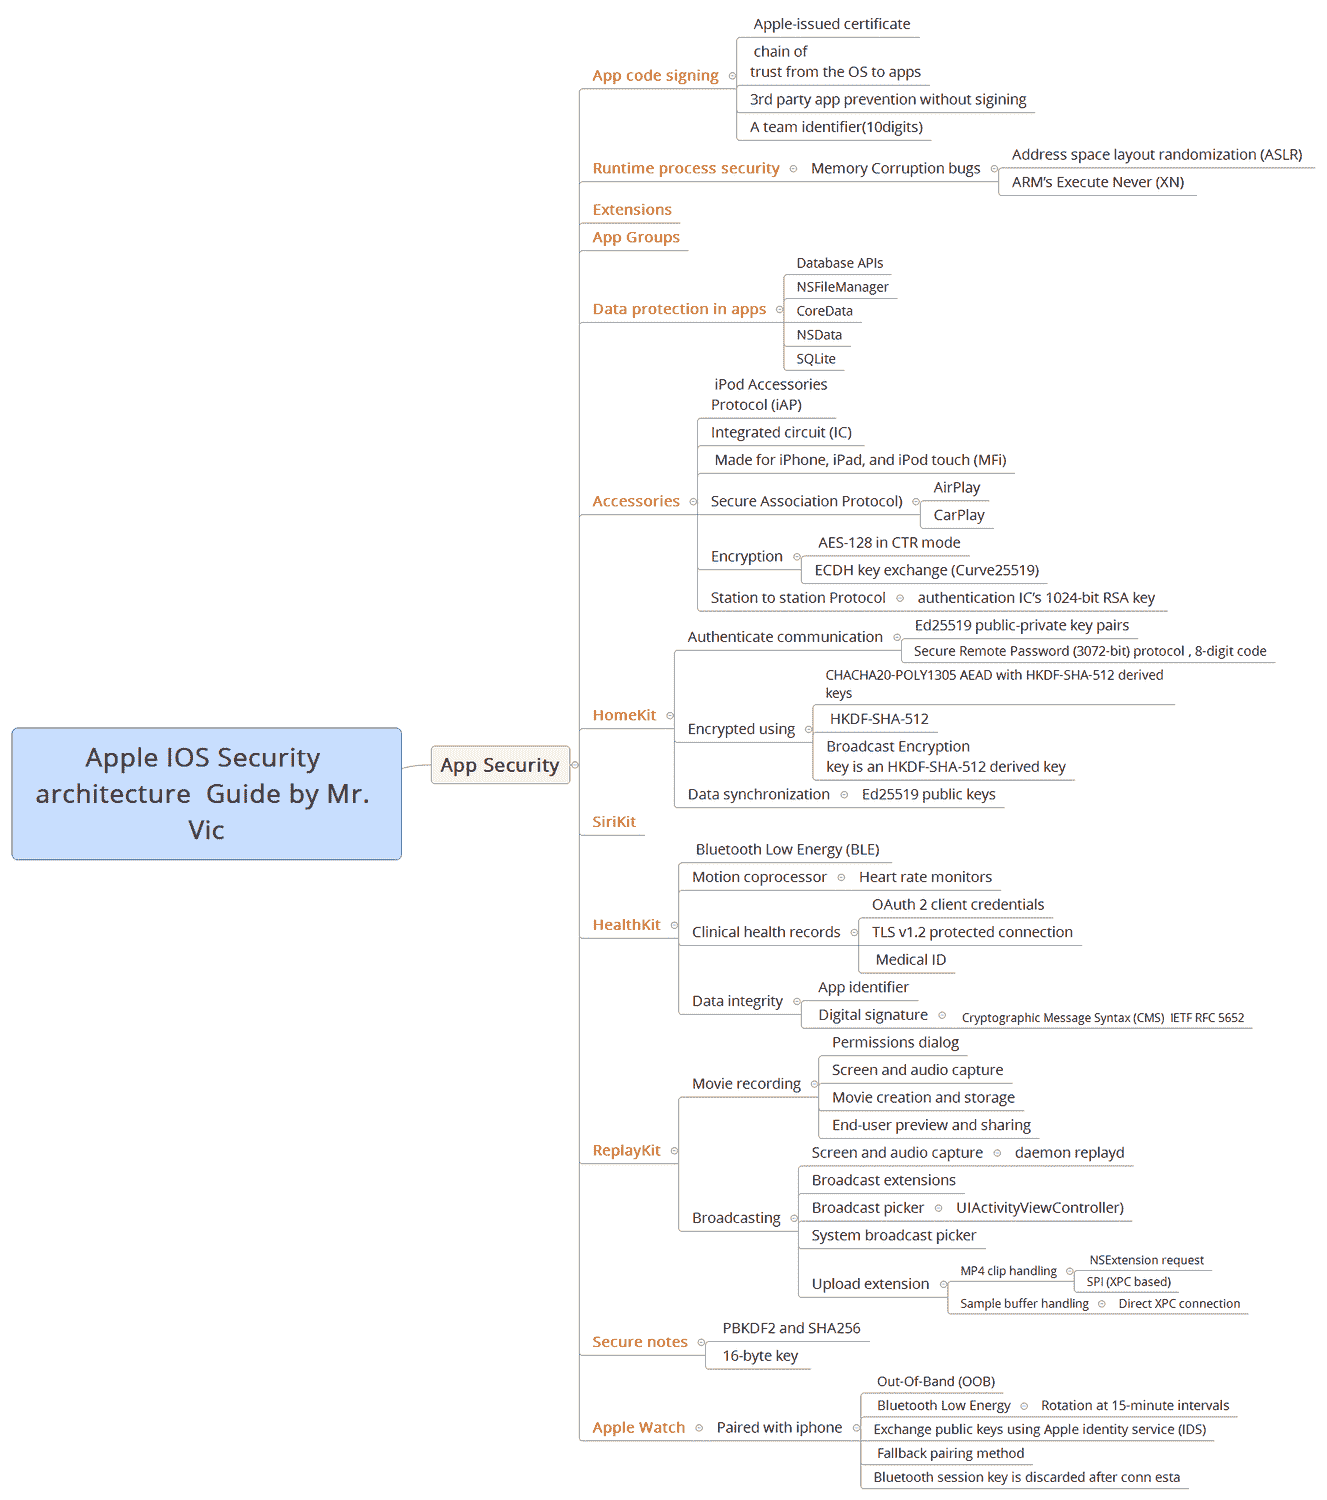 Apple IOS Security
architecture  Guide by Mr.
Vic
App Security
App code signing
Apple-issued certificate
chain of
trust from the OS to apps
3rd party app prevention without sigining
A team identifier(10digits)
Runtime process security
Memory Corruption bugs
Address space layout randomization (ASLR)
ARM’s Execute Never (XN)
Extensions
App Groups
Data protection in apps
Database APIs
NSFileManager
CoreData
NSData
SQLite
Accessories
iPod Accessories
Protocol (iAP)
Integrated circuit (IC)
Made for iPhone, iPad, and iPod touch (MFi)
Secure Association Protocol)
AirPlay
CarPlay
Encryption
AES-128 in CTR mode
ECDH key exchange (Curve25519)
Station to station Protocol
authentication IC’s 1024-bit RSA key
HomeKit
Authenticate communication
Ed25519 public-private key pairs
Secure Remote Password (3072-bit) protocol , 8-digit code
Encrypted using
CHACHA20-POLY1305 AEAD with HKDF-SHA-512 derived
keys
HKDF-SHA-512
Broadcast Encryption
key is an HKDF-SHA-512 derived key
Data synchronization
Ed25519 public keys
SiriKit
HealthKit
Bluetooth Low Energy (BLE)
Motion coprocessor
Heart rate monitors
Clinical health records
OAuth 2 client credentials
TLS v1.2 protected connection
Medical ID
Data integrity
App identifier
Digital signature
Cryptographic Message Syntax (CMS)  IETF RFC 5652
ReplayKit
Movie recording
Permissions dialog
Screen and audio capture
Movie creation and storage
End-user preview and sharing
Broadcasting
Screen and audio capture
daemon replayd
Broadcast extensions
Broadcast picker
UIActivityViewController)
System broadcast picker
Upload extension
MP4 clip handling
NSExtension request
SPI (XPC based)
Sample buffer handling
Direct XPC connection
Secure notes
PBKDF2 and SHA256
16-byte key
Apple Watch
Paired with iphone
Out-Of-Band (OOB)
Bluetooth Low Energy
Rotation at 15-minute intervals
Exchange public keys using Apple identity service (IDS)
Fallback pairing method
Bluetooth session key is discarded after conn esta